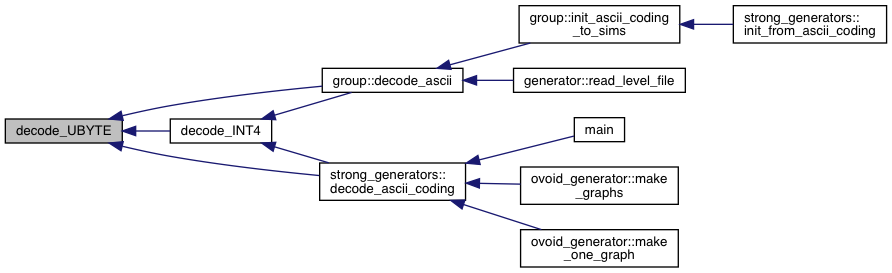 group::init_ascii_coding
_to_sims
strong_generators::
init_from_ascii_coding
group::decode_ascii
generator::read_level_file
decode_UBYTE
decode_INT4
main
strong_generators::
decode_ascii_coding
ovoid_generator::make
_graphs
ovoid_generator::make
_one_graph